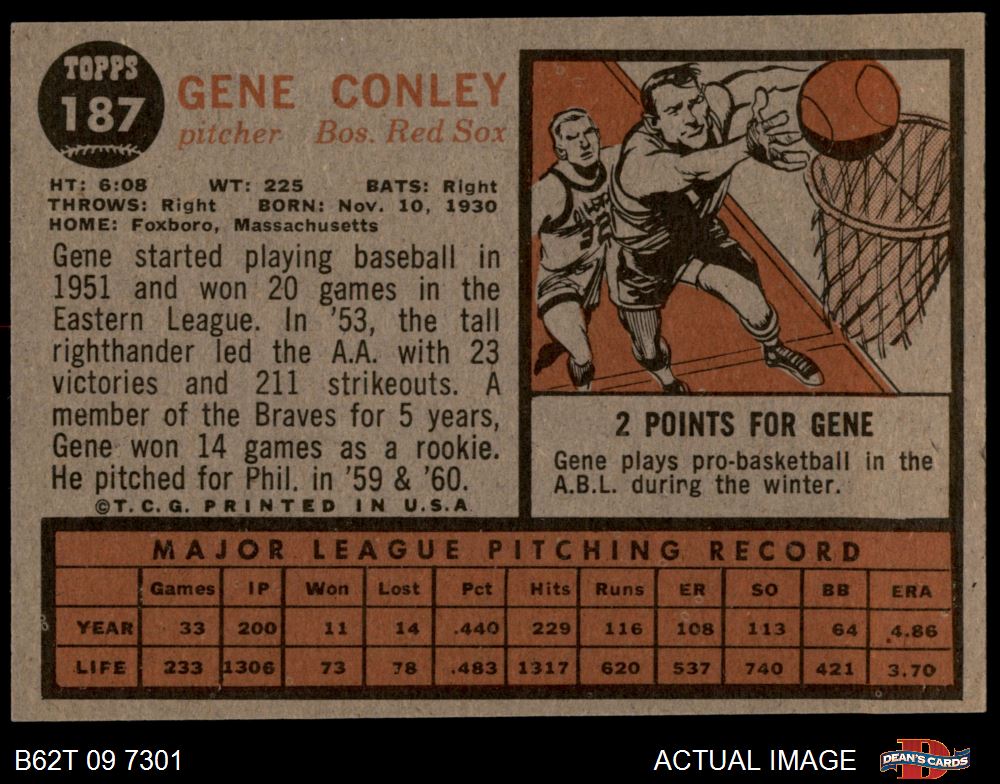 TOPPS
187
GENE CONLEY
pitcher Bos. Red Sox
HT: 6:08 WT: 225 BATS: Right
THROWS: Right BORN: Nov. 10, 1930
HOME: Foxboro, Massachusetts
Gene started playing baseball in
1951 and won 20 games in the
Eastern League. In '53, the tall
righthander led the A.A. with 23
victories and 211 strikeouts. A
member of the Braves for 5 years,
Gene won 14 games as a rookie.
He pitched for Phil. in '59 & '60.
©T.C.G. PRINTED IN U.S.A
2 POINTS FOR GENE
Gene plays pro-basketball in the
A.B.L. during the winter.
MAJOR LEAGUE PITCHING RECORD
Games IP Won Lost Pct Hits Runs ER SO BB ERA
YEAR 33 200 11 14 .440 229 116 108 113 64 4.86
LIFE 233 1306 73 78 .483 1317 620 537 740 421 3.70
B62T 09 7301 ACTUAL IMAGE
D
DEAN'S CARDS